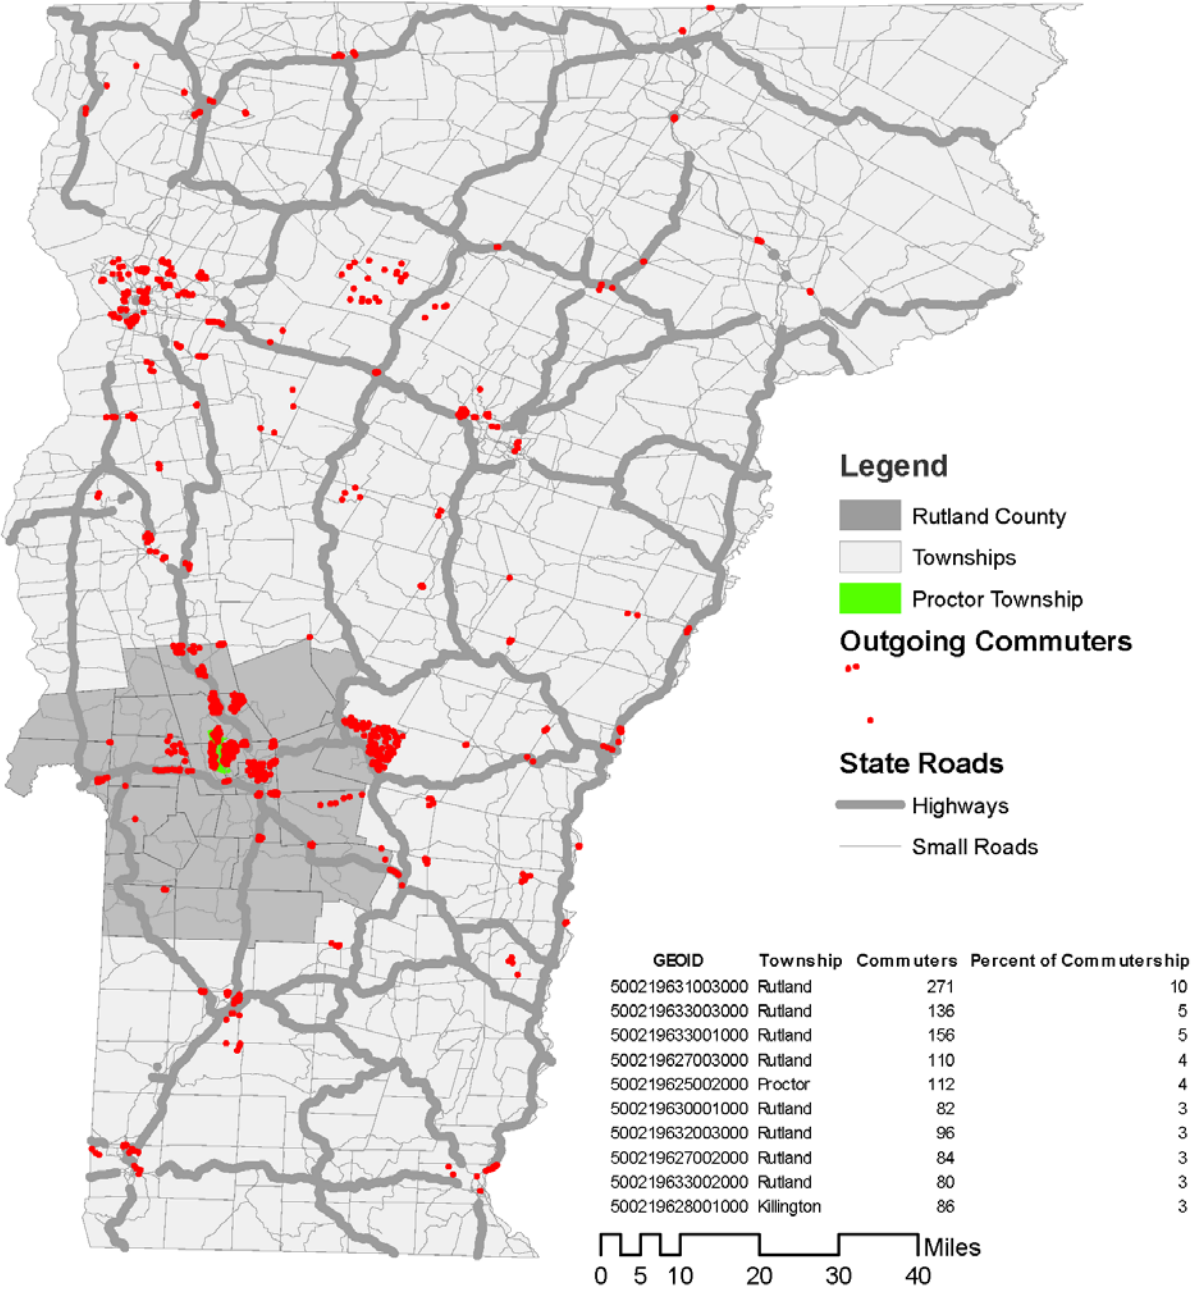 Legend
Rutland County
Townships
Proctor Township
Outgoing Commuters
State Roads
Highways
Small Roads
GEOID Township Commuters Percent of Commutership
500219631003000 Rutland 271 10
500219633003000 Rutland 136 5
500219633001000 Rutland 156 5
500219627003000 Rutland 110 4
500219625002000 Proctor 112 4
500219630001000 Rutland 82 3
500219632003000 Rutland 96 3
500219627002000 Rutland 84 3
500219633002000 Rutland 80 3
500219628001000 Killington 86 3
Miles
0 5 10 20 30 40